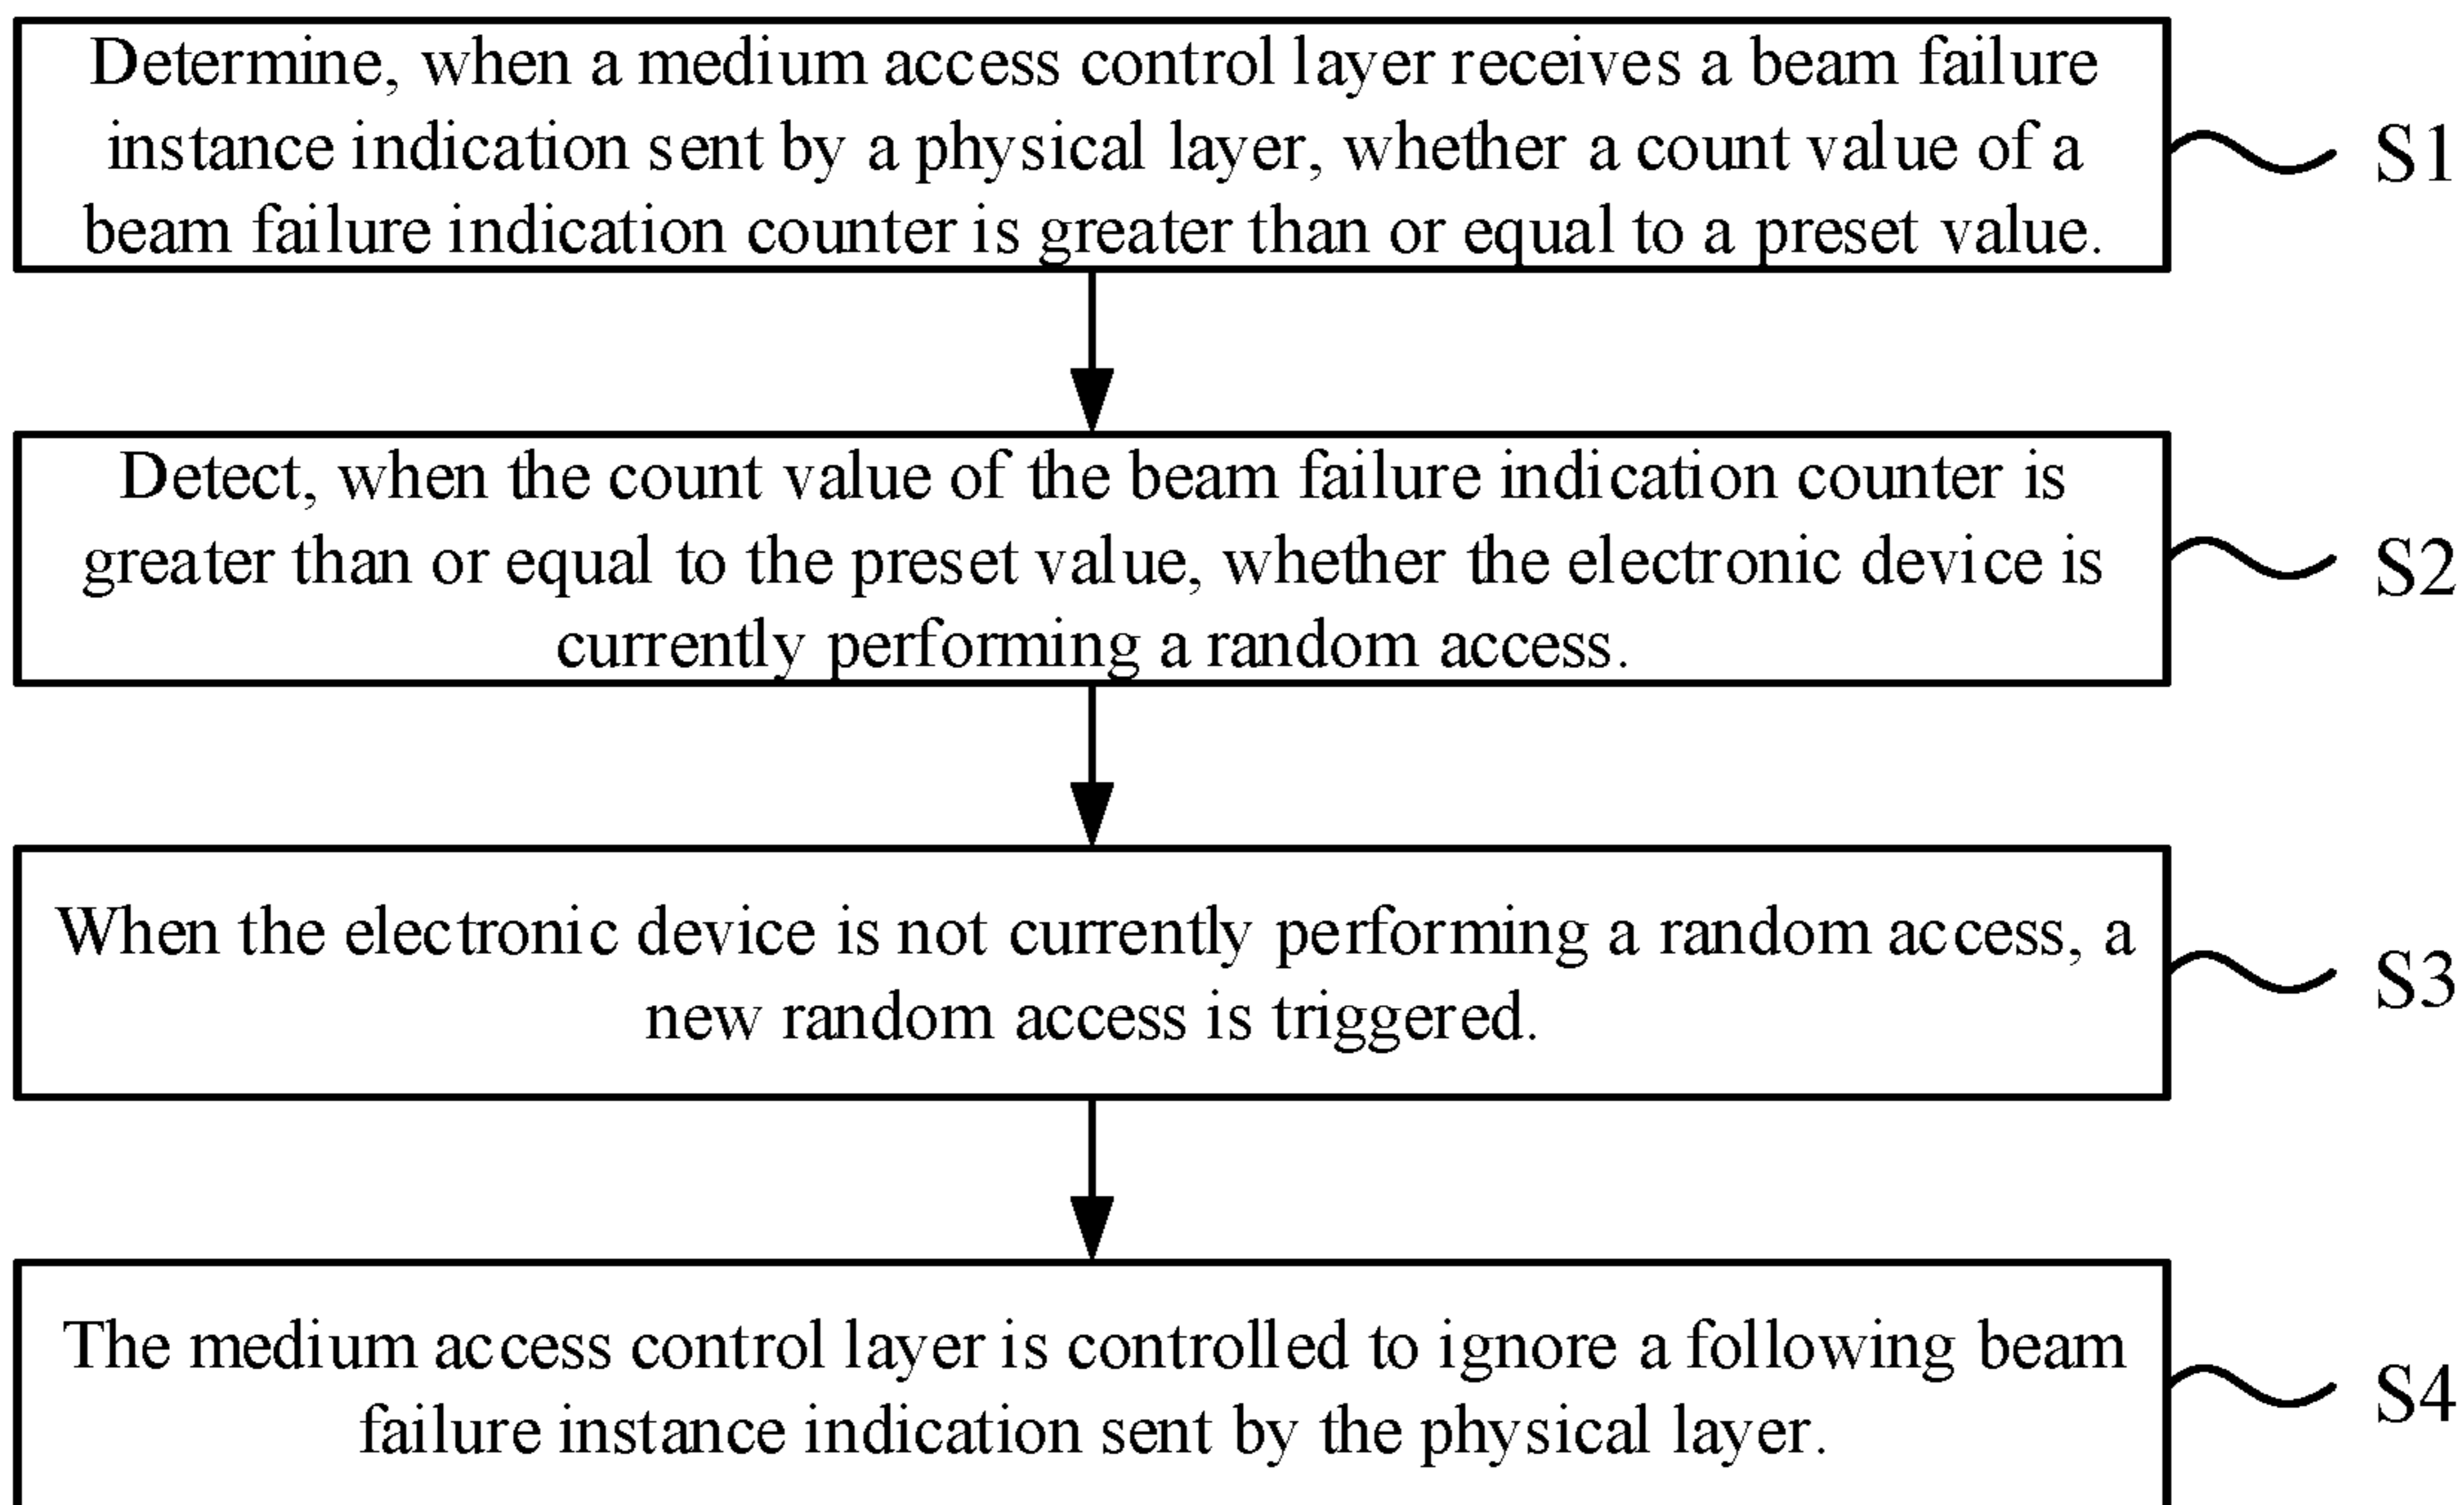 Determine, when a medium access control layer receives a beam failure
instance indication sent by a physical layer, whether a count value of a
beam failure indication counter is greater than or equal to a preset value.
S1
Detect, when the count value of the beam failure indication counter is
greater than or equal to the preset value, whether the electronic device is
currently performing a random access.
S2
When the electronic device is not currently performing a random access, a
new random access is triggered.
S3
The medium access control layer is controlled to ignore a following beam
failure instance indication sent by the physical layer.
S4